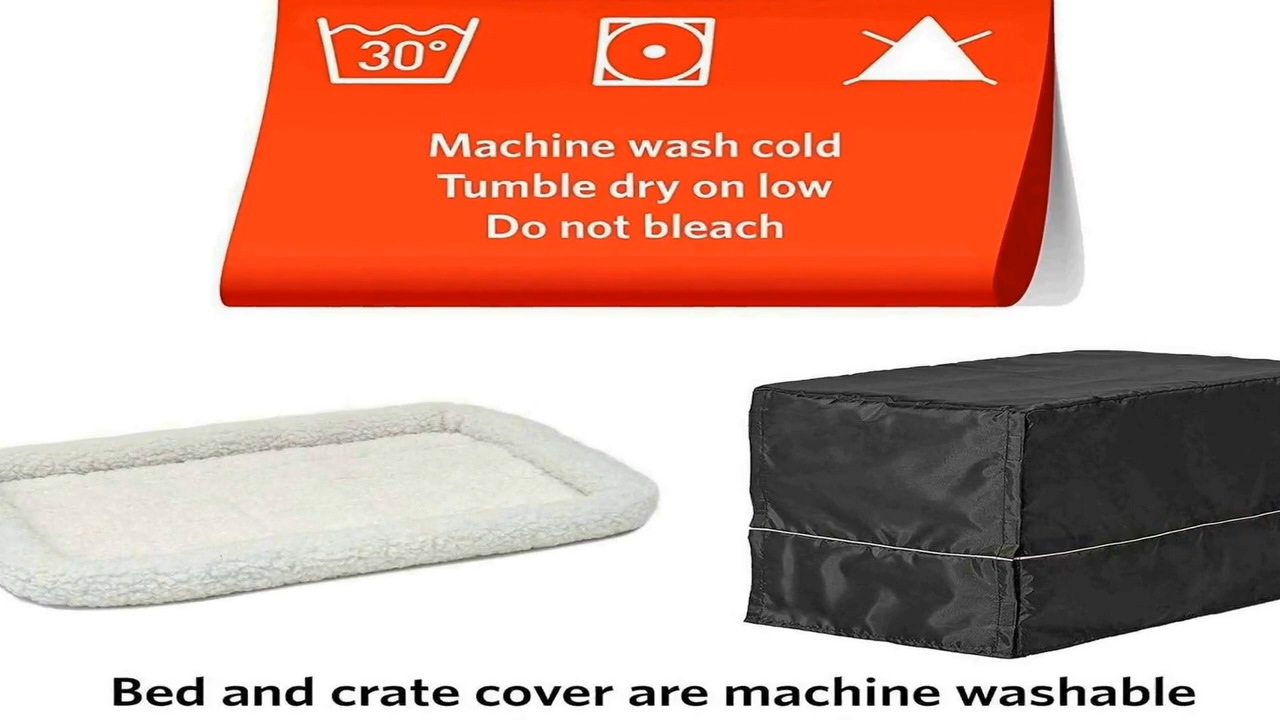 30°
Machine wash cold
Tumble dry on low
Do not bleach
Bed and crate cover are machine washable